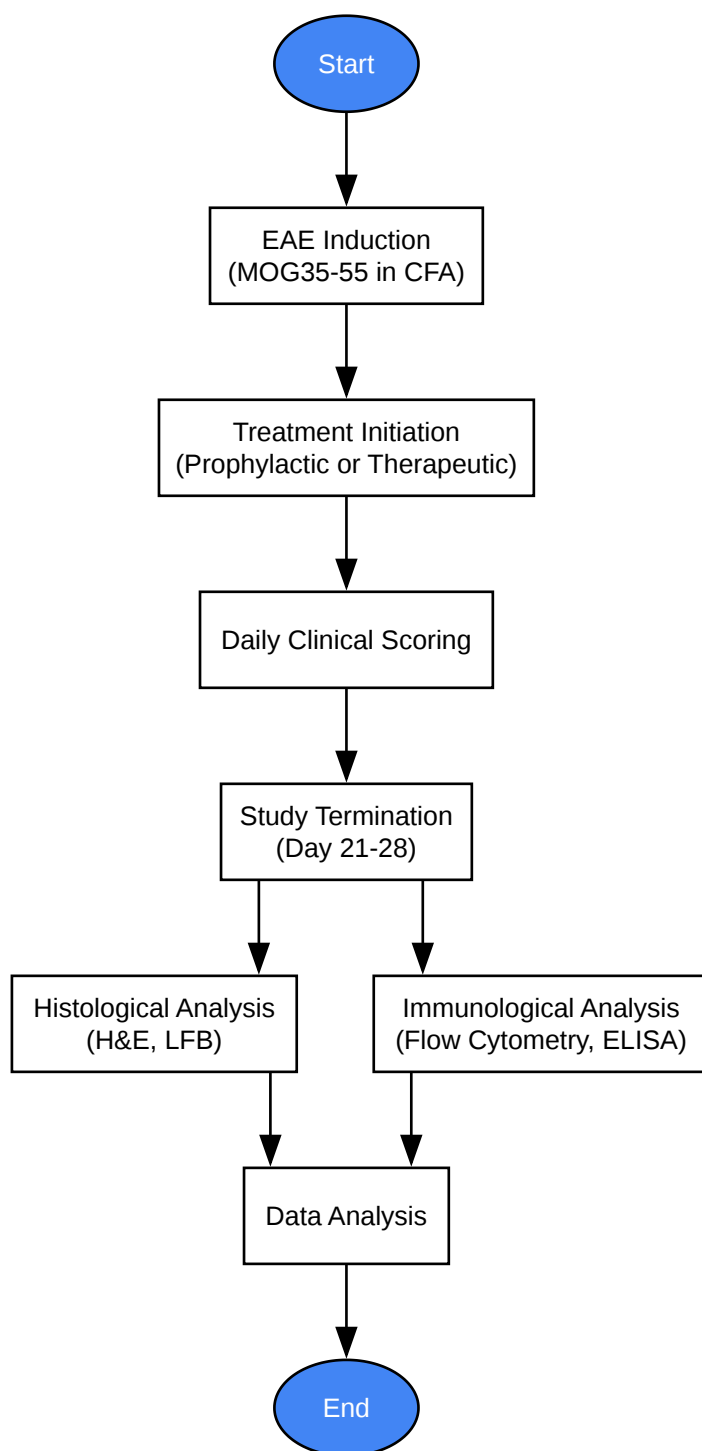 Start
EAE Induction
(MOG35-55 in CFA)
Treatment Initiation
(Prophylactic or Therapeutic)
Daily Clinical Scoring
Study Termination
(Day 21-28)
Histological Analysis
(H&E, LFB)
Immunological Analysis
(Flow Cytometry, ELISA)
Data Analysis
End